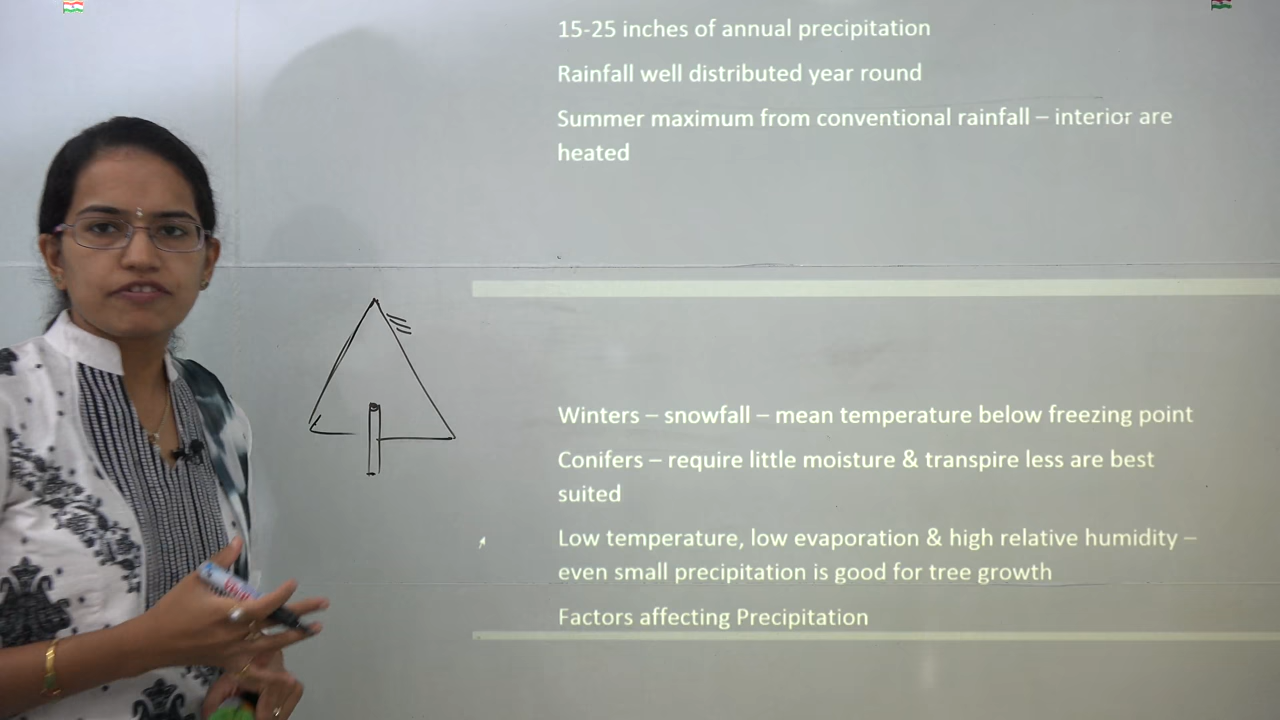 15-25 inches of annual precipitation
Rainfall well distributed year round
Summer maximum from conventional rainfall – interior are
heated
Winters – snowfall – mean temperature below freezing point
Conifers – require little moisture & transpire less are best
suited
Low temperature, low evaporation & high relative humidity –
even small precipitation is good for tree growth
Factors affecting Precipitation